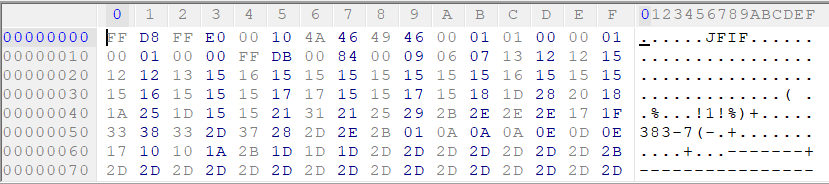 0 1 2 3 4 5 6 7 8 9 A B C D E F 0123456789ABCDEF
00000000 FF D8 FF E0 00 10 4A 46 49 46 00 01 01 00 00 01 ......JFIF......
00000010 00 01 00 00 FF DB 00 84 00 09 06 07 13 12 12 15 ................
00000020 12 12 13 15 16 15 15 15 15 15 15 15 16 15 15 15 ................
00000030 15 16 15 15 15 17 17 15 15 17 15 18 1D 28 20 18 .............( .
00000040 1A 25 1D 15 15 21 31 21 25 29 2B 2E 2E 2E 17 1F .%...!1!%)+.....
00000050 33 38 33 2D 37 28 2D 2E 2B 01 0A 0A 0A 0E 0D 0E 383-7(-.+.......
00000060 17 10 10 1A 2B 1D 1D 1D 2D 2D 2D 2D 2D 2D 2D 2B ....+...-------+
00000070 2D 2D 2D 2D 2D 2D 2D 2D 2D 2D 2D 2D 2D 2D 2D 2D ----------------